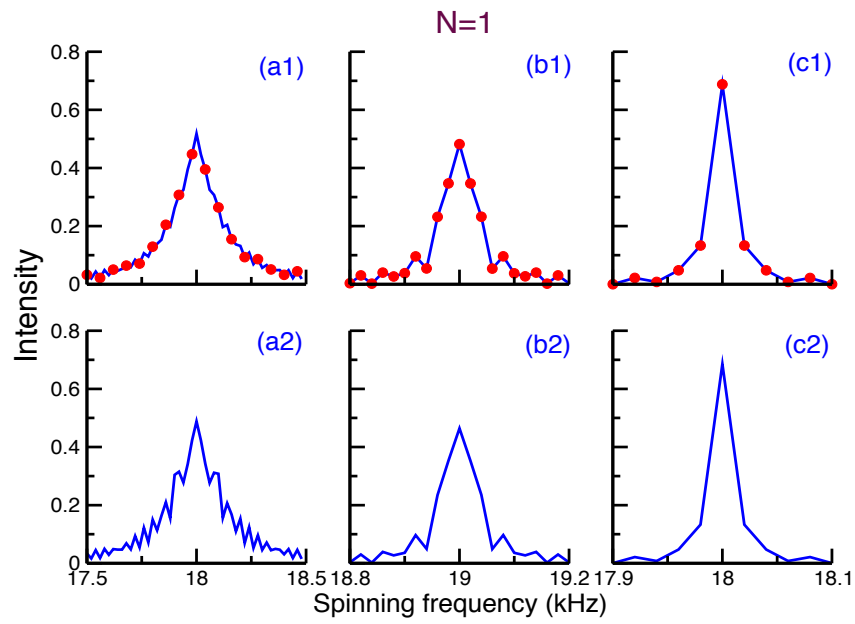 N=1
(a1) (b1) (c1)
0.8
0.6
0.4
0.2
0
Intensity
(a2) (b2) (c2)
0.8
0.6
0.4
0.2
0
17.5 18 18.5 18.8 19 19.2 17.9 18 18.1
Spinning frequency (kHz)